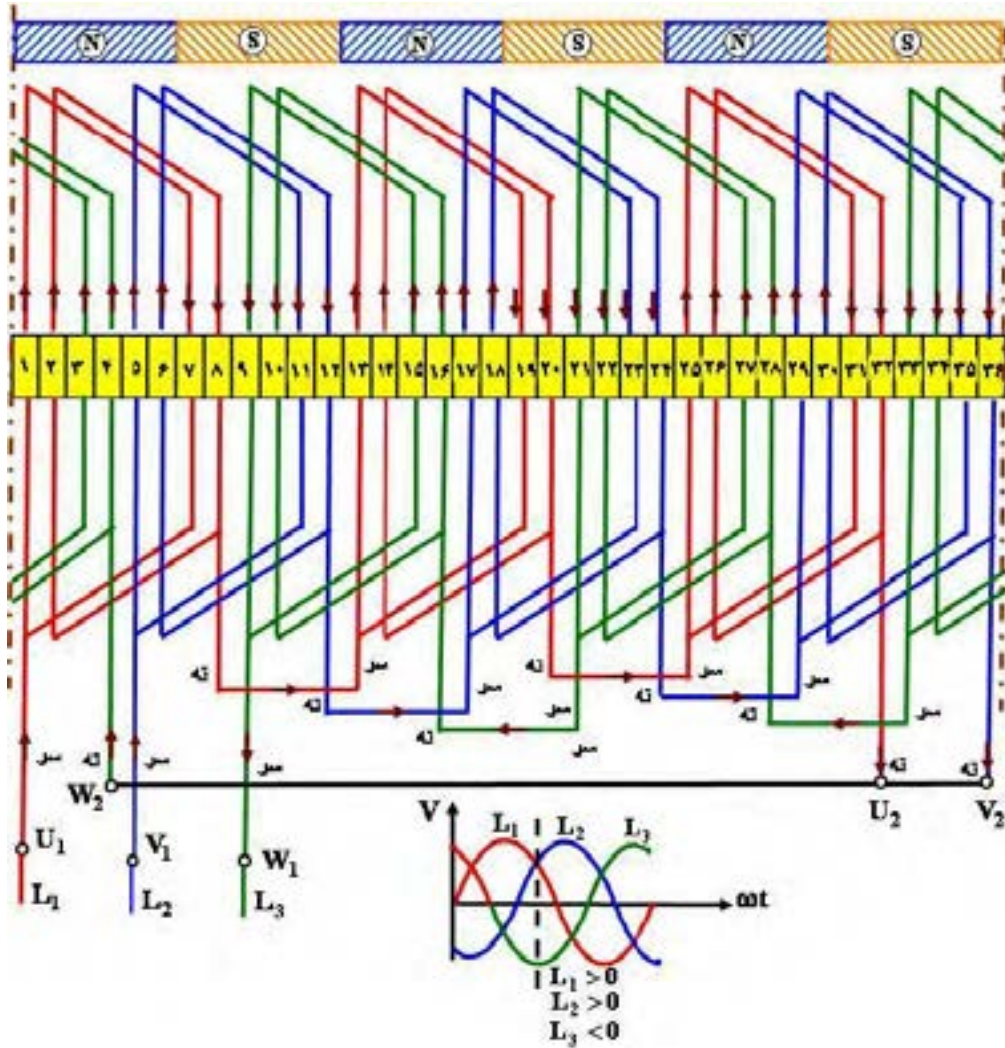 N S N S N S
۱ ۲ ۳ ۴ ۵ ۶ ۷ ۸ ۹ ۱۰ ۱۱ ۱۲ ۱۳ ۱۴ ۱۵ ۱۶ ۱۷ ۱۸ ۱۹ ۲۰ ۲۱ ۲۲ ۲۳ ۲۴ ۲۵ ۲۶ ۲۷ ۲۸ ۲۹ ۳۰ ۳۱ ۳۲ ۳۳ ۳۴ ۳۵ ۳۶
ته سر ته سر
ته سر ته سر
ته سر ته سر
سر ته سر سر ته ته
W₂ U₂ V₂
U₁ V₁ W₁
L₁ L₂ L₃
V L₁ L₂ L₃
ωt
L₁ > 0
L₂ > 0
L₃ < 0